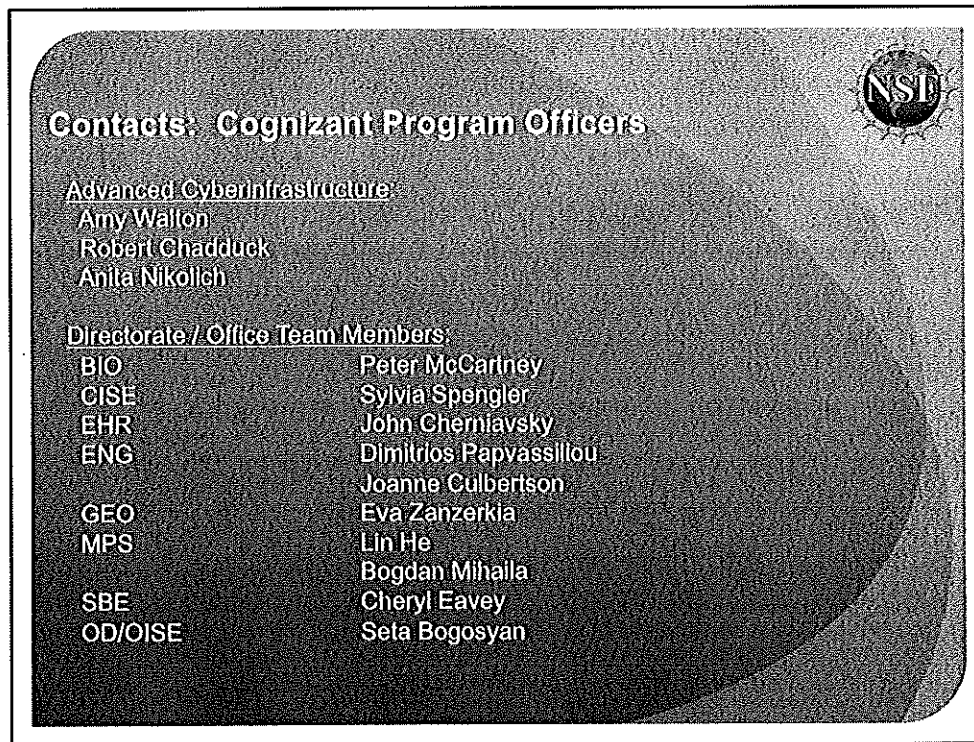 NSF
Contacts: Cognizant Program Officers
Advanced Cyberinfrastructure:
Amy Walton
Robert Chadduck
Anita Nikolich
Directorate / Office Team Members:
BIO Peter McCartney
CISE Sylvia Spengler
EHR John Cherniavsky
ENG Dimitrios Papvassiliou
Joanne Culbertson
GEO Eva Zanzerkia
MPS Lin He
Bogdan Mihaila
SBE Cheryl Eavey
OD/OISE Seta Bogosyan